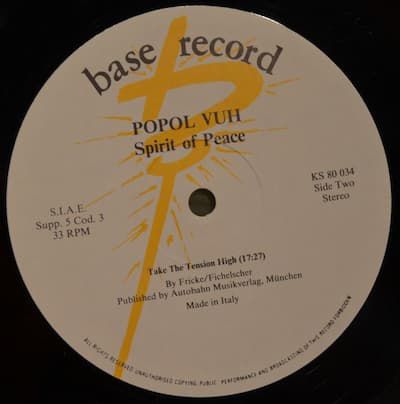 base record
POPOL VUH
Spirit of Peace
S.I.A.E.
Supp. 5 Cod. 3
33 RPM
KS 80 034
Side Two
Stereo
Take The Tension High (17:27)
By Fricke/Fichelscher
Published by Autobahn Musikverlag, München
Made in Italy
ALL RIGHTS RESERVED. UNAUTHORISED COPYING, PUBLIC PERFORMANCE AND BROADCASTING OF THIS RECORD FORBIDDEN